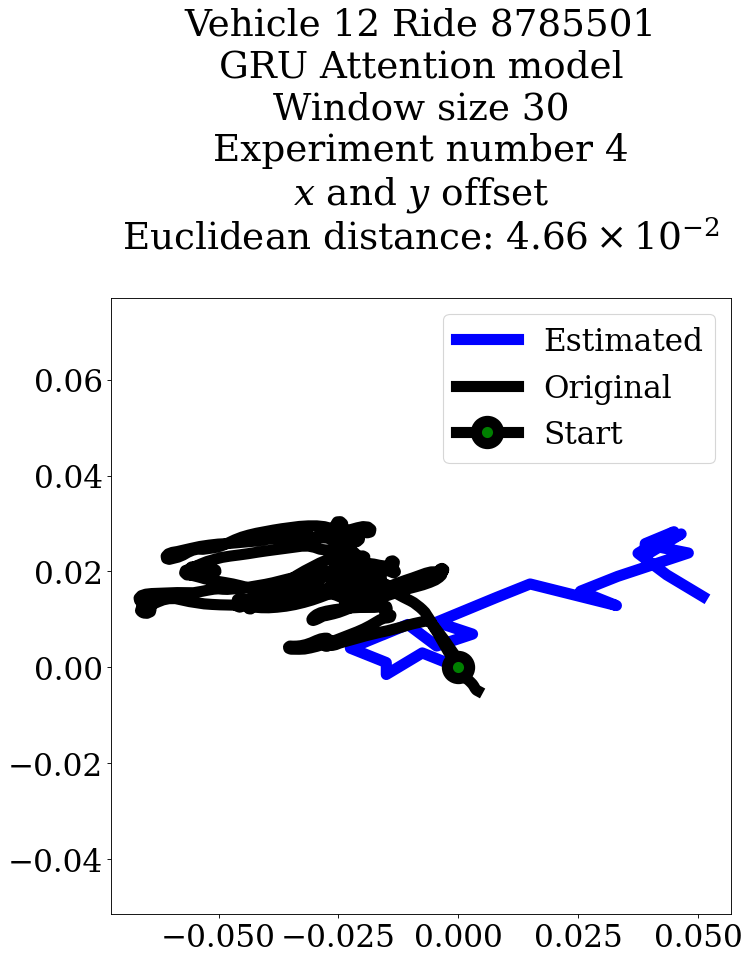 Vehicle 12 Ride 8785501
GRU Attention model
Window size 30
Experiment number 4
x and y offset
Euclidean distance: 4.66 × 10⁻²
Estimated
Original
Start
0.06
0.04
0.02
0.00
−0.02
−0.04
−0.050 −0.025 0.000 0.025 0.050